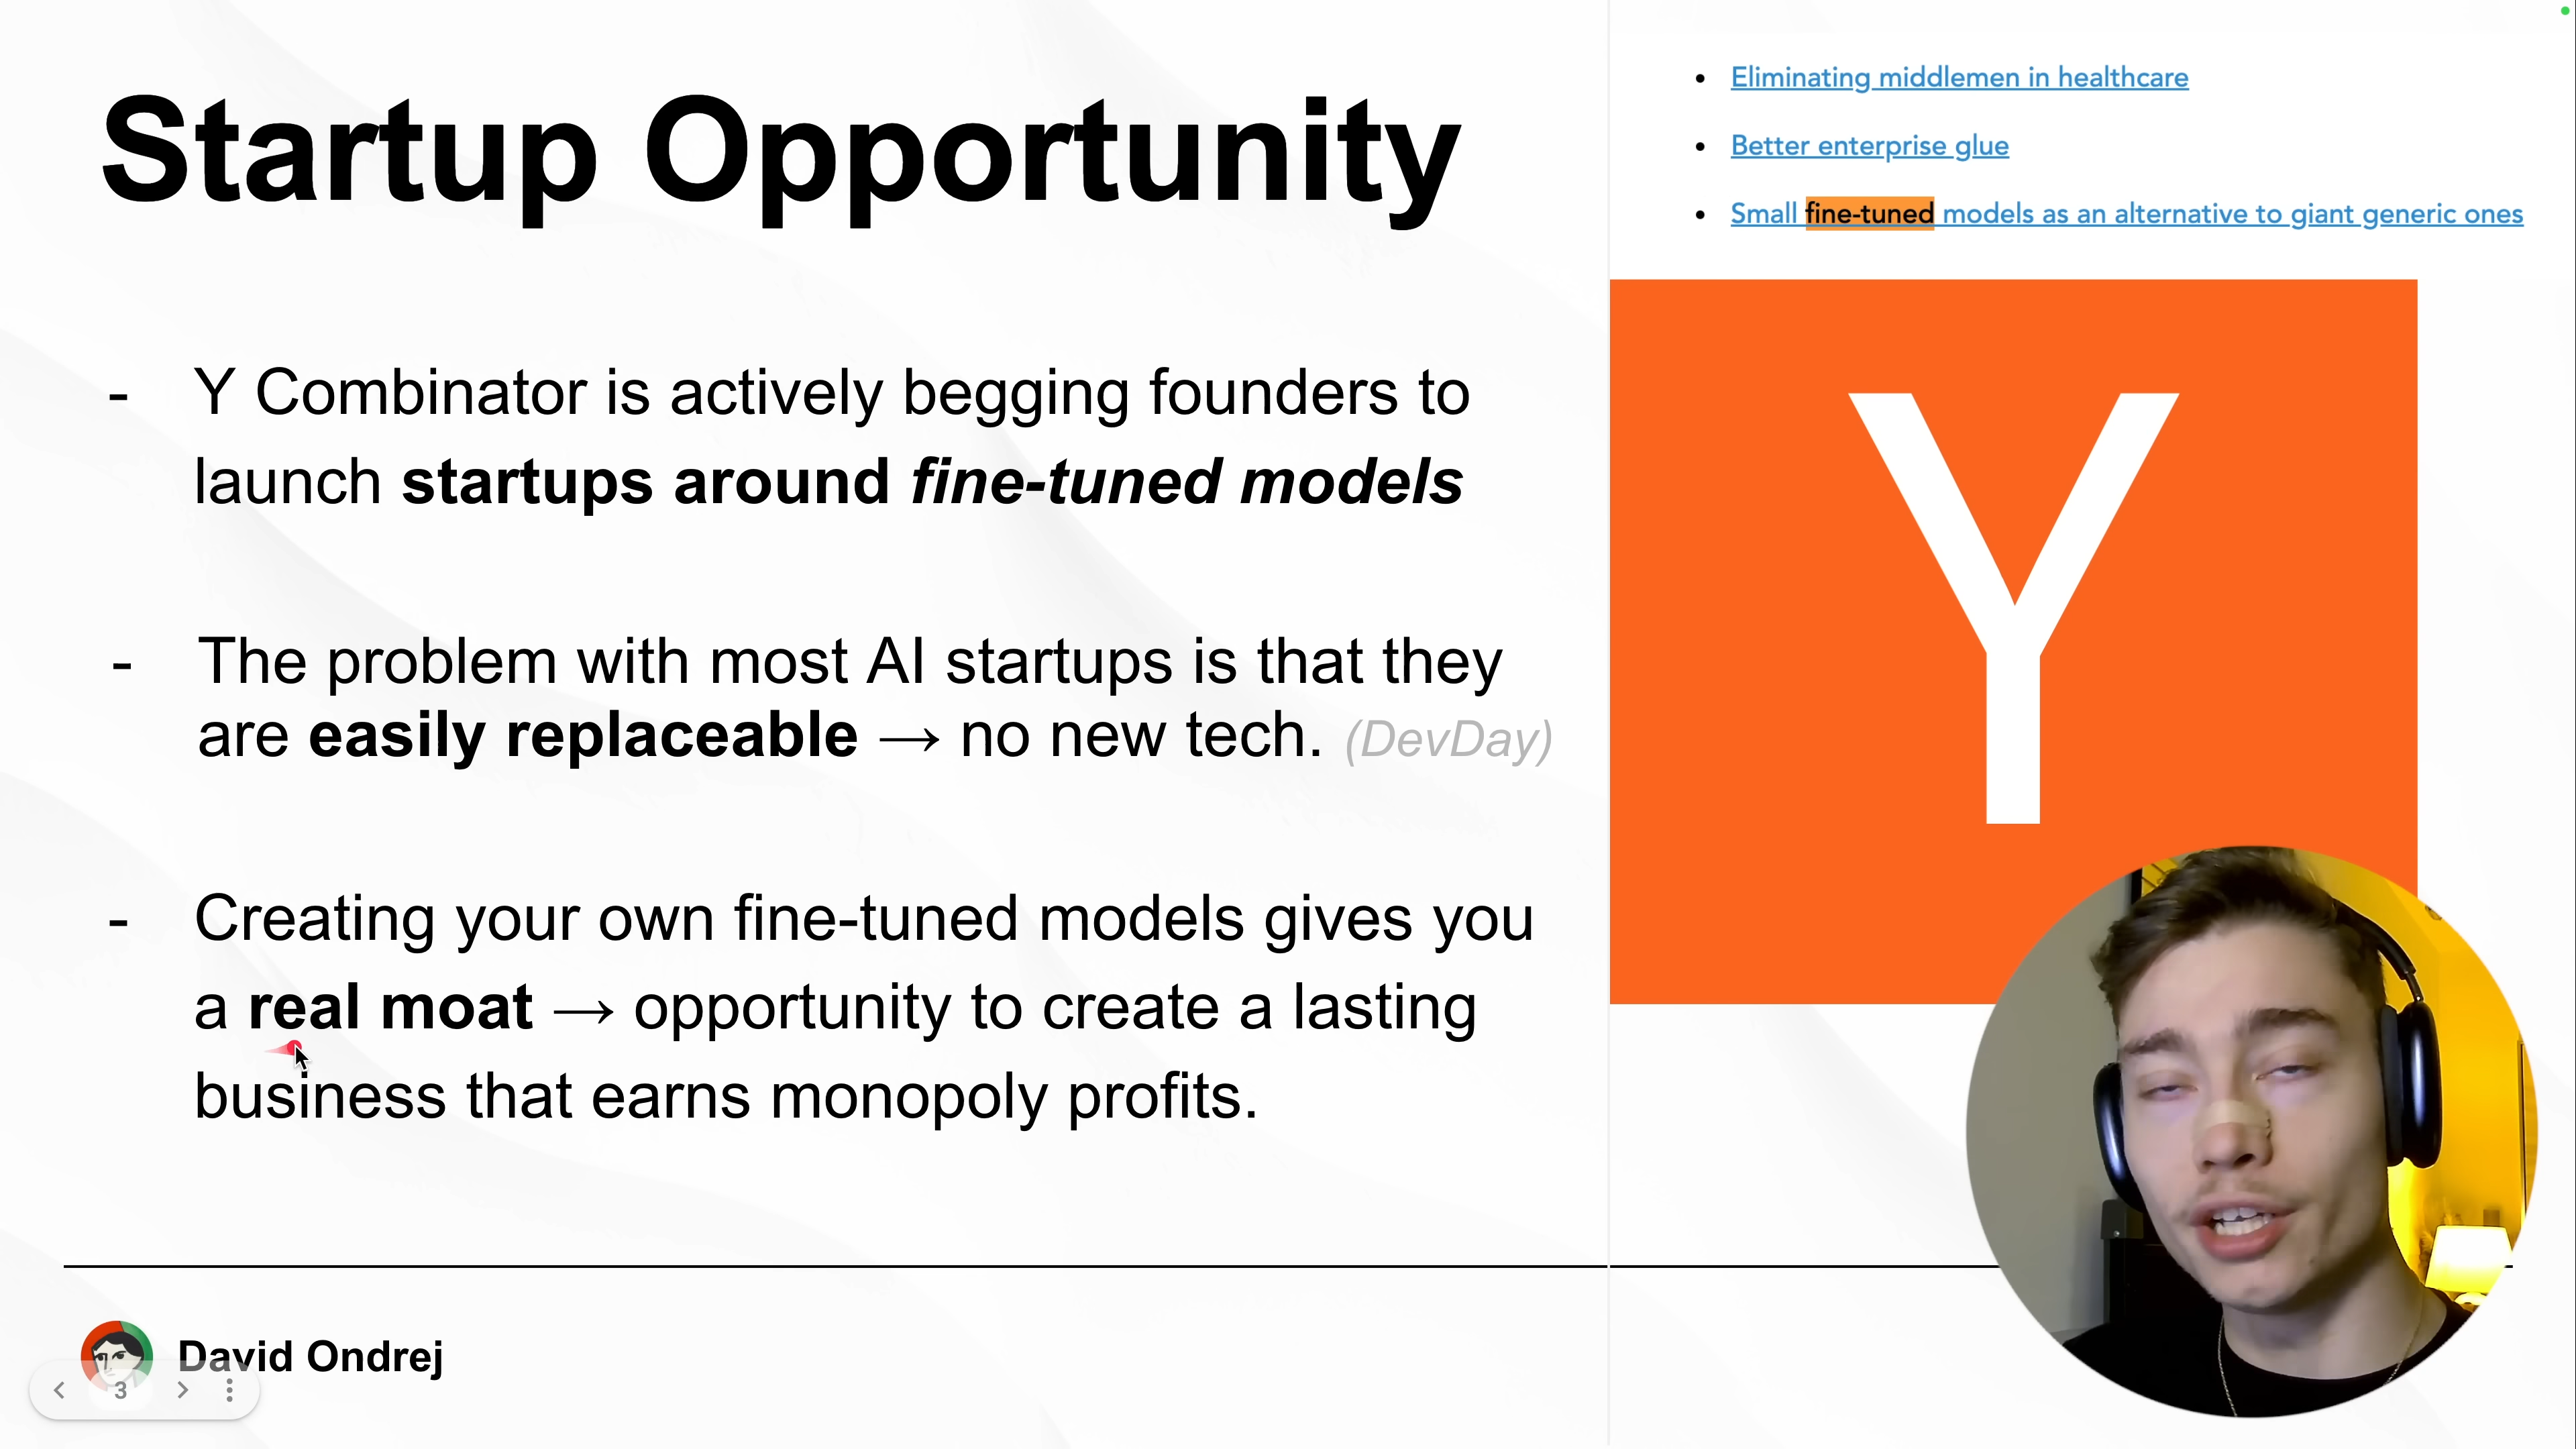 Startup Opportunity
- Y Combinator is actively begging founders to
launch startups around fine-tuned models
- The problem with most AI startups is that they
are easily replaceable → no new tech. (DevDay)
- Creating your own fine-tuned models gives you
a real moat → opportunity to create a lasting
business that earns monopoly profits.
• Eliminating middlemen in healthcare
• Better enterprise glue
• Small fine-tuned models as an alternative to giant generic ones
Y
David Ondrej
3